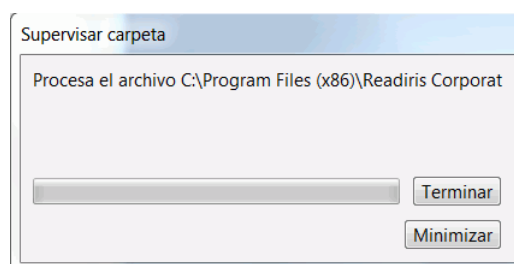 Supervisar carpeta
Procesa el archivo C:\Program Files (x86)\Readiris Corporat
Terminar
Minimizar